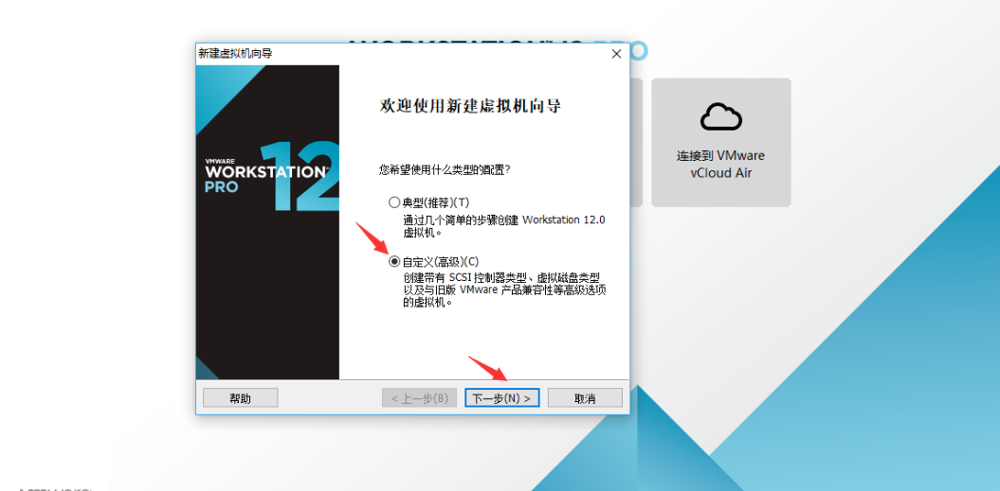 新建虚拟机向导
欢迎使用新建虚拟机向导
VMWARE
WORKSTATION
PRO
12
您希望使用什么类型的配置?
典型(推荐)(T)
通过几个简单的步骤创建 Workstation 12.0
虚拟机。
自定义(高级)(C)
创建带有 SCSI 控制器类型、虚拟磁盘类型
以及与旧版 VMware 产品兼容性等高级选项
的虚拟机。
帮助
< 上一步(B)
下一步(N) >
取消
连接到 VMware
vCloud Air